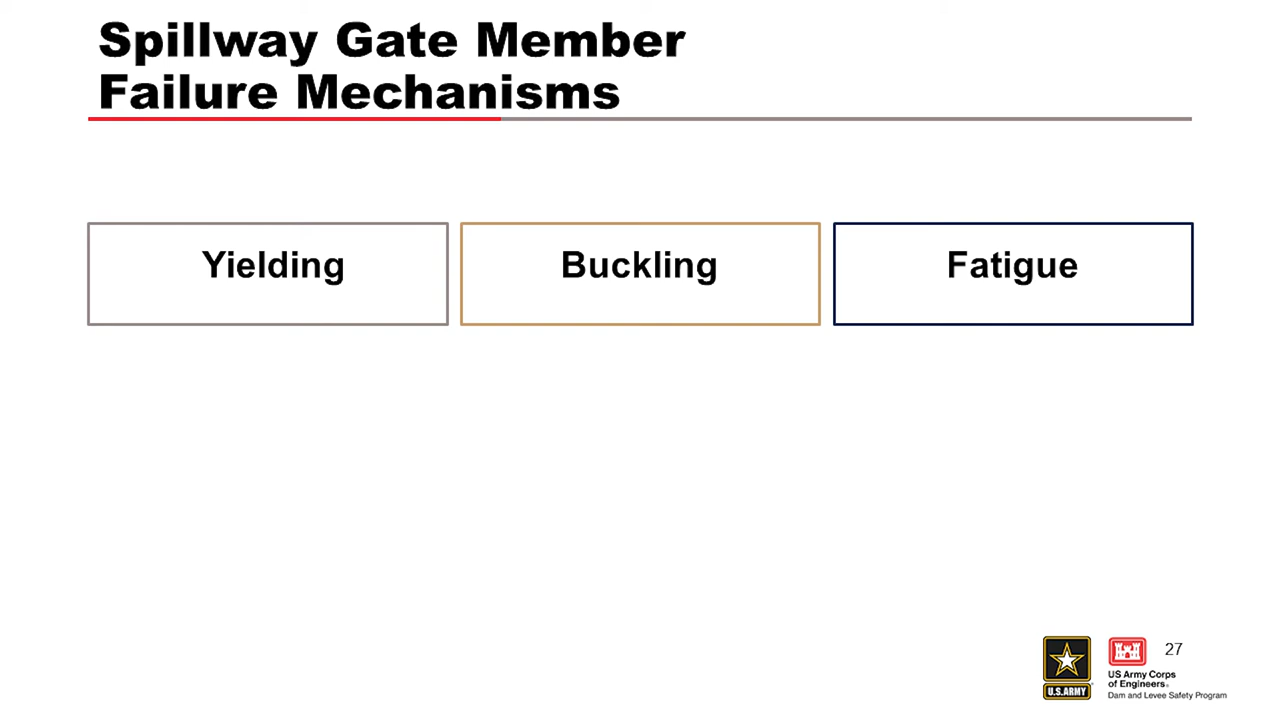 Spillway Gate Member
Failure Mechanisms
Yielding
Buckling
Fatigue
27
U.S.ARMY
US Army Corps
of Engineers®
Dam and Levee Safety Program